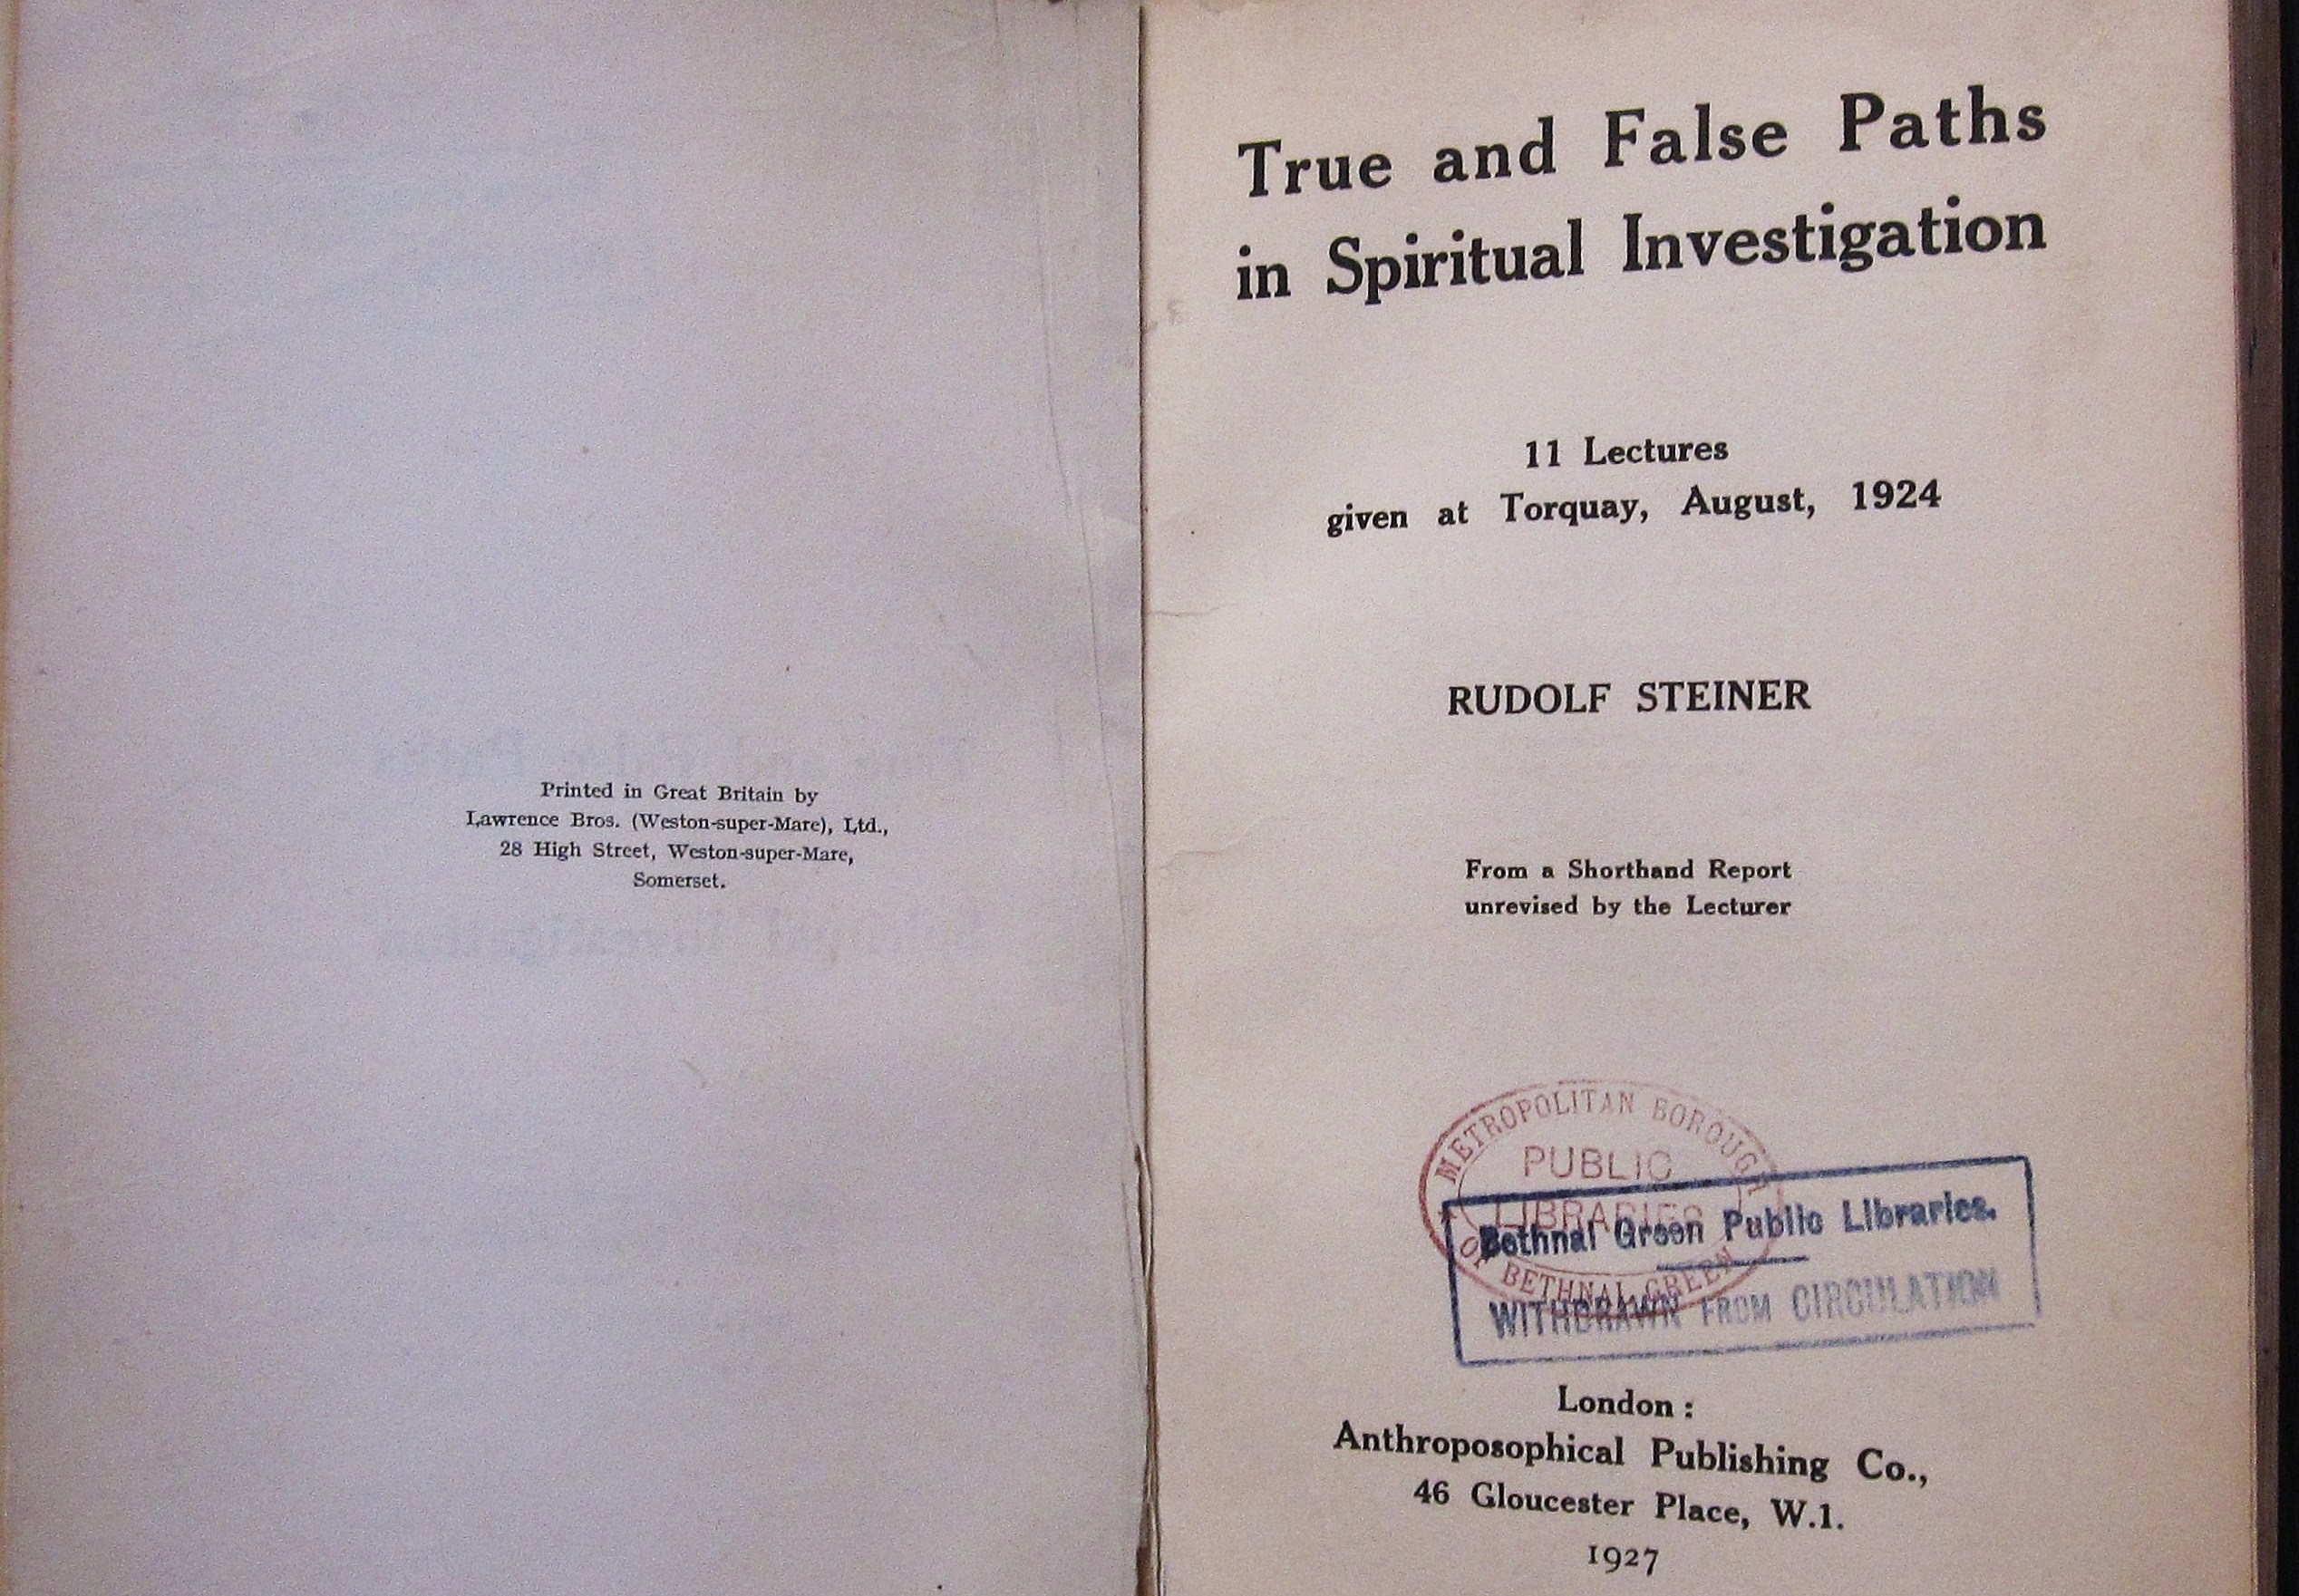 Printed in Great Britain by
Lawrence Bros. (Weston-super-Mare), Ltd.,
28 High Street, Weston-super-Mare,
Somerset.
True and False Paths
in Spiritual Investigation
11 Lectures
given at Torquay, August, 1924
RUDOLF STEINER
From a Shorthand Report
unrevised by the Lecturer
METROPOLITAN BOROUGH
PUBLIC
LIBRARIES
OF BETHNAL GREEN
Bethnal Green Public Libraries.
WITHDRAWN FROM CIRCULATION
London :
Anthroposophical Publishing Co.,
46 Gloucester Place, W.1.
1927